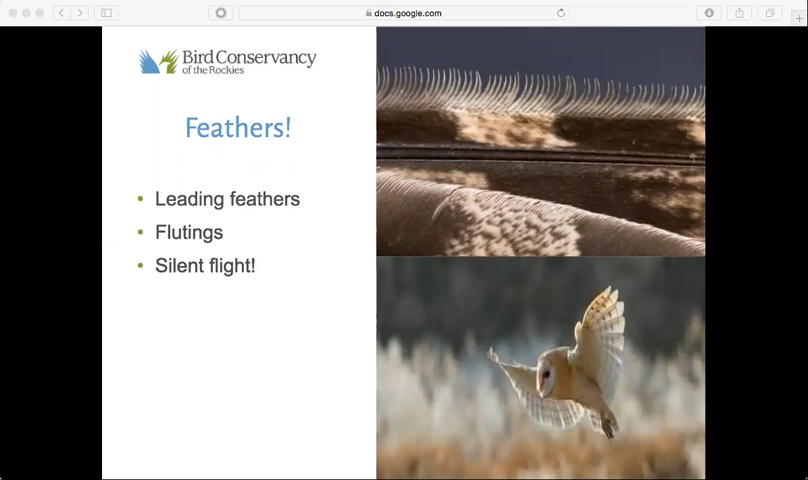 docs.google.com
Bird Conservancy
of the Rockies
Feathers!
• Leading feathers
• Flutings
• Silent flight!